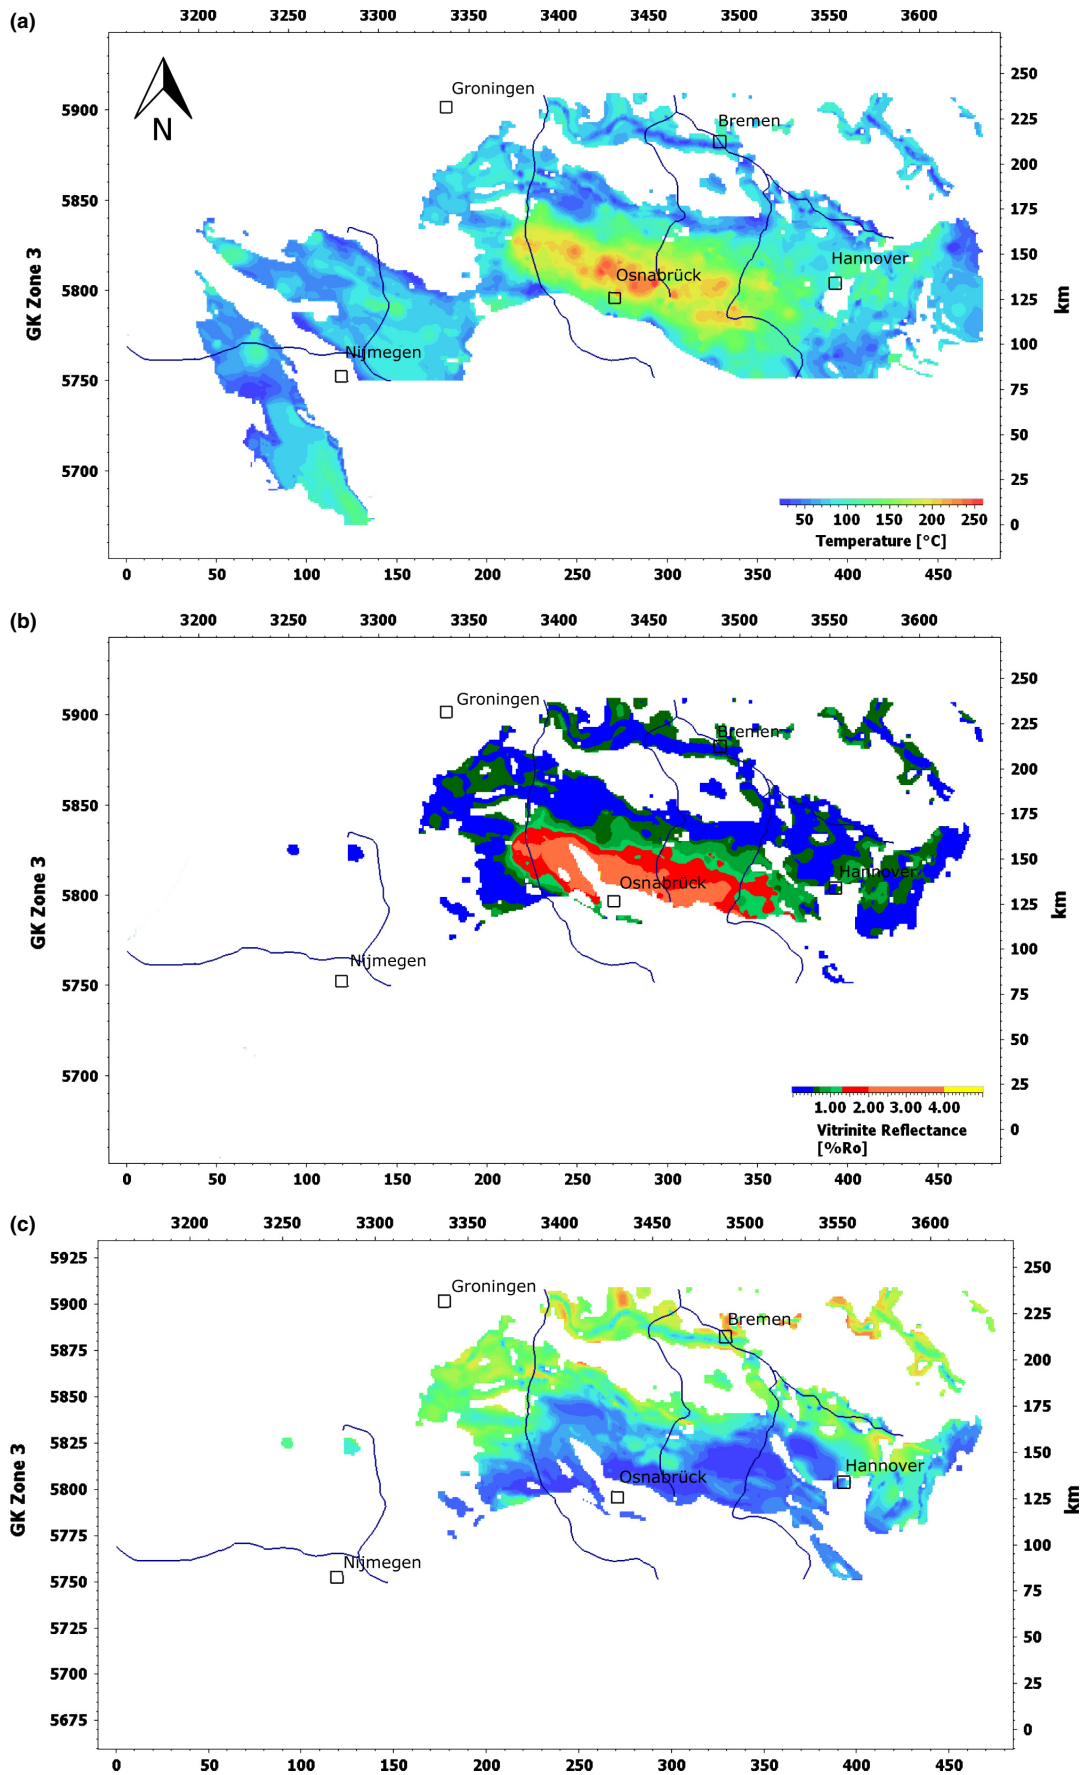 (a)
3200 3250 3300 3350 3400 3450 3500 3550 3600
N
Groningen
Bremen
Hannover
Osnabrück
Nijmegen
5900
5850
5800
5750
5700
GK Zone 3
250
225
200
175
150
125
100
75
50
25
0
km
50 100 150 200 250
Temperature [°C]
0 50 100 150 200 250 300 350 400 450
(b)
3200 3250 3300 3350 3400 3450 3500 3550 3600
Groningen
Bremen
Hannover
Osnabrück
Nijmegen
5900
5850
5800
5750
5700
GK Zone 3
250
225
200
175
150
125
100
75
50
25
0
km
1.00 2.00 3.00 4.00
Vitrinite Reflectance
[%Ro]
0 50 100 150 200 250 300 350 400 450
(c)
3200 3250 3300 3350 3400 3450 3500 3550 3600
Groningen
Bremen
Hannover
Osnabrück
Nijmegen
5925
5900
5875
5850
5825
5800
5775
5750
5725
5700
5675
GK Zone 3
250
225
200
175
150
125
100
75
50
25
0
km
0 50 100 150 200 250 300 350 400 450